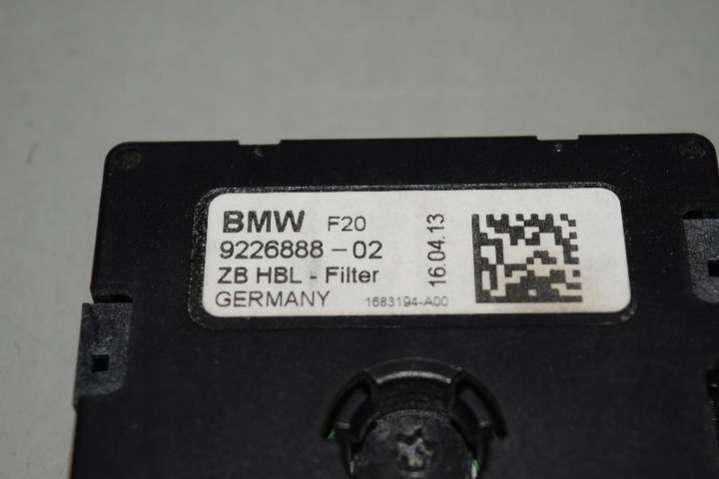 BMW F20
9226888-02
ZB HBL - Filter
GERMANY 1683194-A00
16.04.13